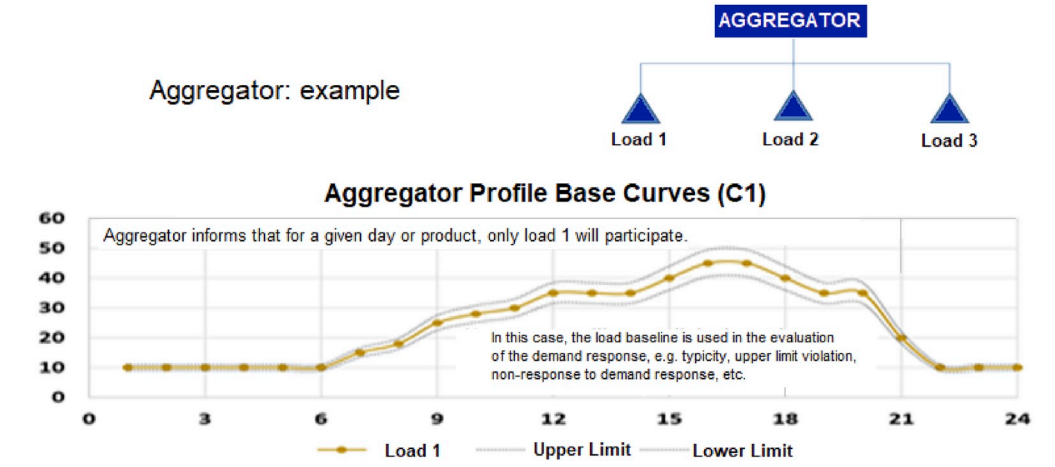 AGGREGATOR
Aggregator: example
Load 1
Load 2
Load 3
Aggregator Profile Base Curves (C1)
60
50
40
30
20
10
0
Aggregator informs that for a given day or product, only load 1 will participate.
In this case, the load baseline is used in the evaluation
of the demand response, e.g. typicity, upper limit violation,
non-response to demand response, etc.
0 3 6 9 12 15 18 21 24
Load 1 Upper Limit Lower Limit